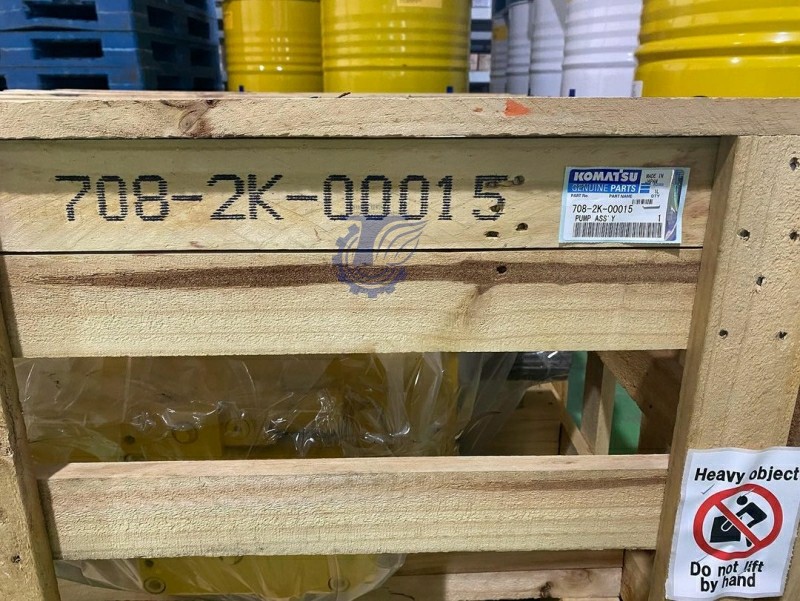 708-2K-00015
KOMATSU
GENUINE PARTS
MADE IN
JAPAN
PART No. PART NAME QTY
708-2K-00015
PUMP ASS'Y 1
Heavy object
Do not lift
by hand